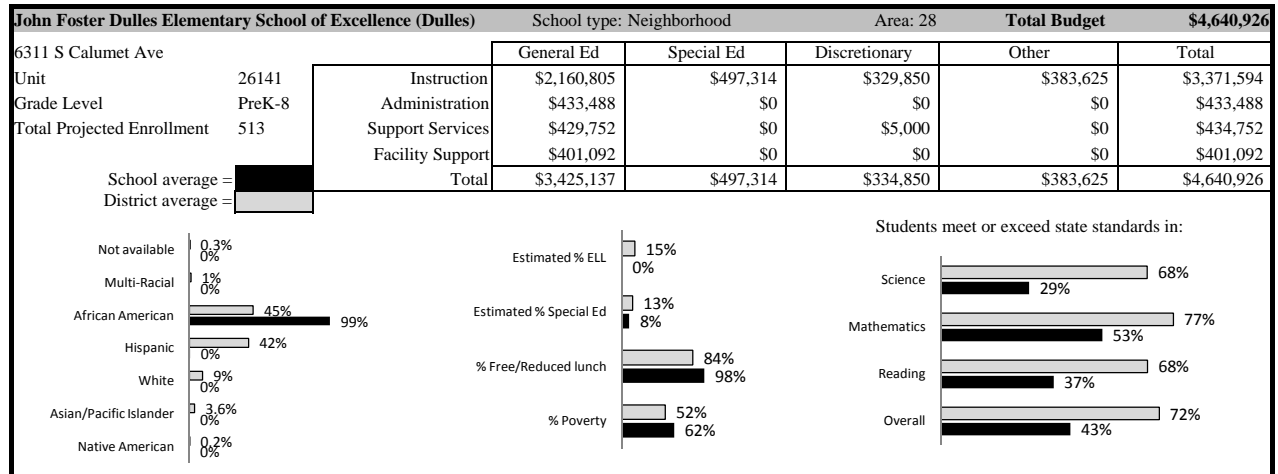 John Foster Dulles Elementary School of Excellence (Dulles) School type: Neighborhood Area: 28 Total Budget $4,640,926
6311 S Calumet Ave General Ed Special Ed Discretionary Other Total
Unit 26141 Instruction $2,160,805 $497,314 $329,850 $383,625 $3,371,594
Grade Level PreK-8 Administration $433,488 $0 $0 $0 $433,488
Total Projected Enrollment 513 Support Services $429,752 $0 $5,000 $0 $434,752
Facility Support $401,092 $0 $0 $0 $401,092
School average = Total $3,425,137 $497,314 $334,850 $383,625 $4,640,926
District average =
Not available 0.3%
0%
Multi-Racial 1%
0%
African American 45%
99%
Hispanic 42%
0%
White 9%
0%
Asian/Pacific Islander 3.6%
0%
Native American 0.2%
0%
Estimated % ELL 15%
0%
Estimated % Special Ed 13%
8%
% Free/Reduced lunch 84%
98%
% Poverty 52%
62%
Students meet or exceed state standards in:
Science 68%
29%
Mathematics 77%
53%
Reading 68%
37%
Overall 72%
43%